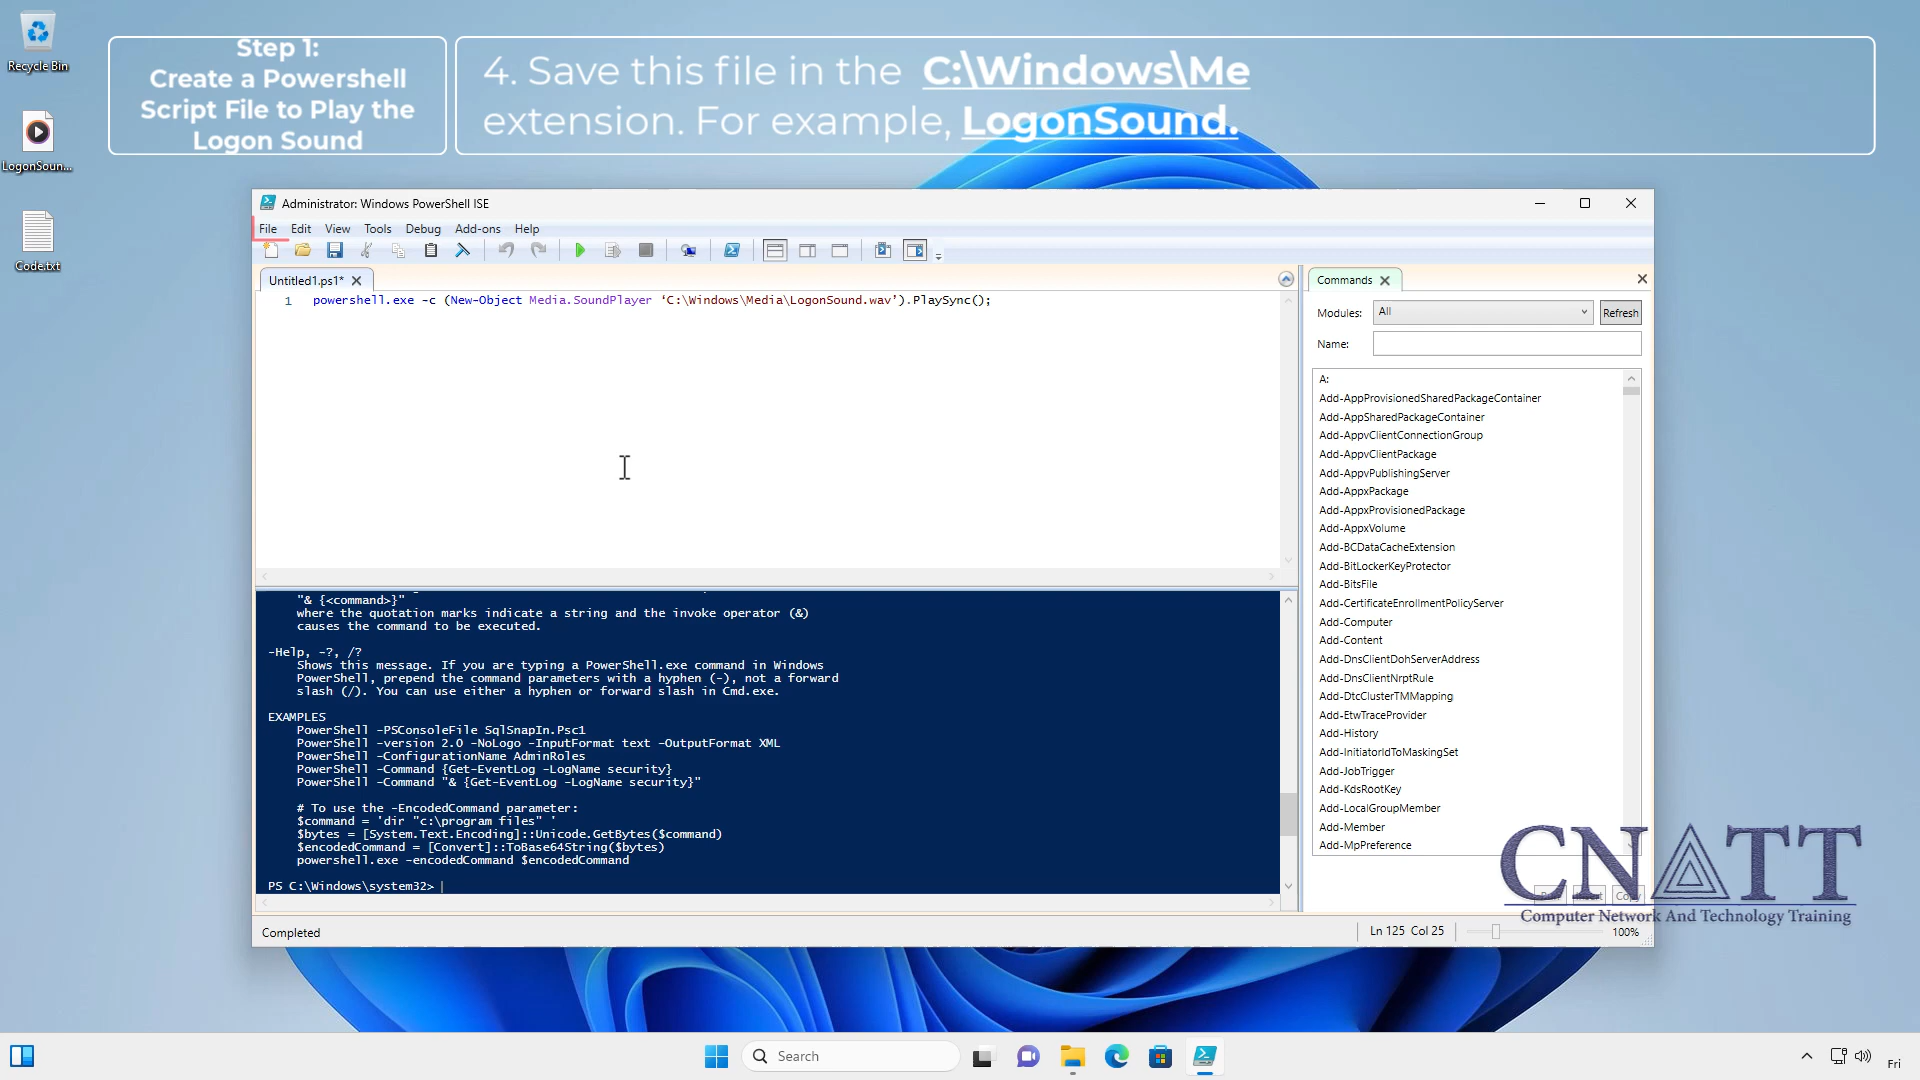 Recycle Bin
LogonSoun...
Code.txt
Step 1:
Create a Powershell
Script File to Play the
Logon Sound
4. Save this file in the C:\Windows\Me
extension. For example, LogonSound.
Administrator: Windows PowerShell ISE
File Edit View Tools Debug Add-ons Help
Untitled1.ps1*
1 powershell.exe -c (New-Object Media.SoundPlayer ‘C:\Windows\Media\LogonSound.wav’).PlaySync();
"& {<command>}"
where the quotation marks indicate a string and the invoke operator (&)
causes the command to be executed.
-Help, -?, /?
Shows this message. If you are typing a PowerShell.exe command in Windows
PowerShell, prepend the command parameters with a hyphen (-), not a forward
slash (/). You can use either a hyphen or forward slash in Cmd.exe.
EXAMPLES
PowerShell -PSConsoleFile SqlSnapIn.Psc1
PowerShell -version 2.0 -NoLogo -InputFormat text -OutputFormat XML
PowerShell -ConfigurationName AdminRoles
PowerShell -Command {Get-EventLog -LogName security}
PowerShell -Command "& {Get-EventLog -LogName security}"
# To use the -EncodedCommand parameter:
$command = 'dir "c:\program files" '
$bytes = [System.Text.Encoding]::Unicode.GetBytes($command)
$encodedCommand = [Convert]::ToBase64String($bytes)
powershell.exe -encodedCommand $encodedCommand
PS C:\Windows\system32>
Completed
Ln 125 Col 25
100%
Commands
Modules: All Refresh
Name:
A:
Add-AppProvisionedSharedPackageContainer
Add-AppSharedPackageContainer
Add-AppvClientConnectionGroup
Add-AppvClientPackage
Add-AppvPublishingServer
Add-AppxPackage
Add-AppxProvisionedPackage
Add-AppxVolume
Add-BCDataCacheExtension
Add-BitLockerKeyProtector
Add-BitsFile
Add-CertificateEnrollmentPolicyServer
Add-Computer
Add-Content
Add-DnsClientDohServerAddress
Add-DnsClientNrptRule
Add-DtcClusterTMMapping
Add-EtwTraceProvider
Add-History
Add-InitiatorIdToMaskingSet
Add-JobTrigger
Add-KdsRootKey
Add-LocalGroupMember
Add-Member
Add-MpPreference
Copy
CNATT
Computer Network And Technology Training
Search
Fri